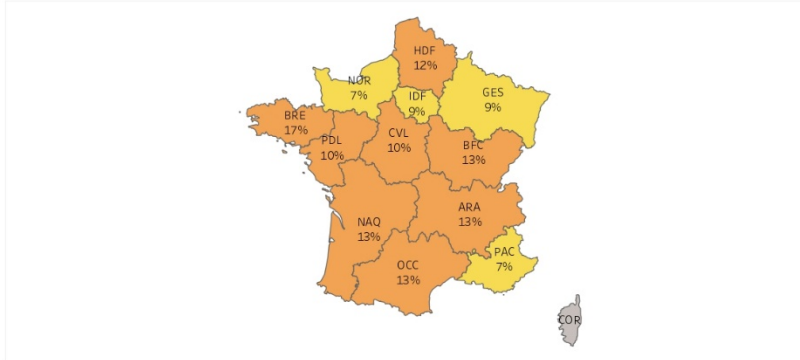 HDF
12%
NOR
7%
IDF
9%
GES
9%
BRE
17%
PDL
10%
CVL
10%
BFC
13%
NAQ
13%
ARA
13%
OCC
13%
PAC
7%
COR